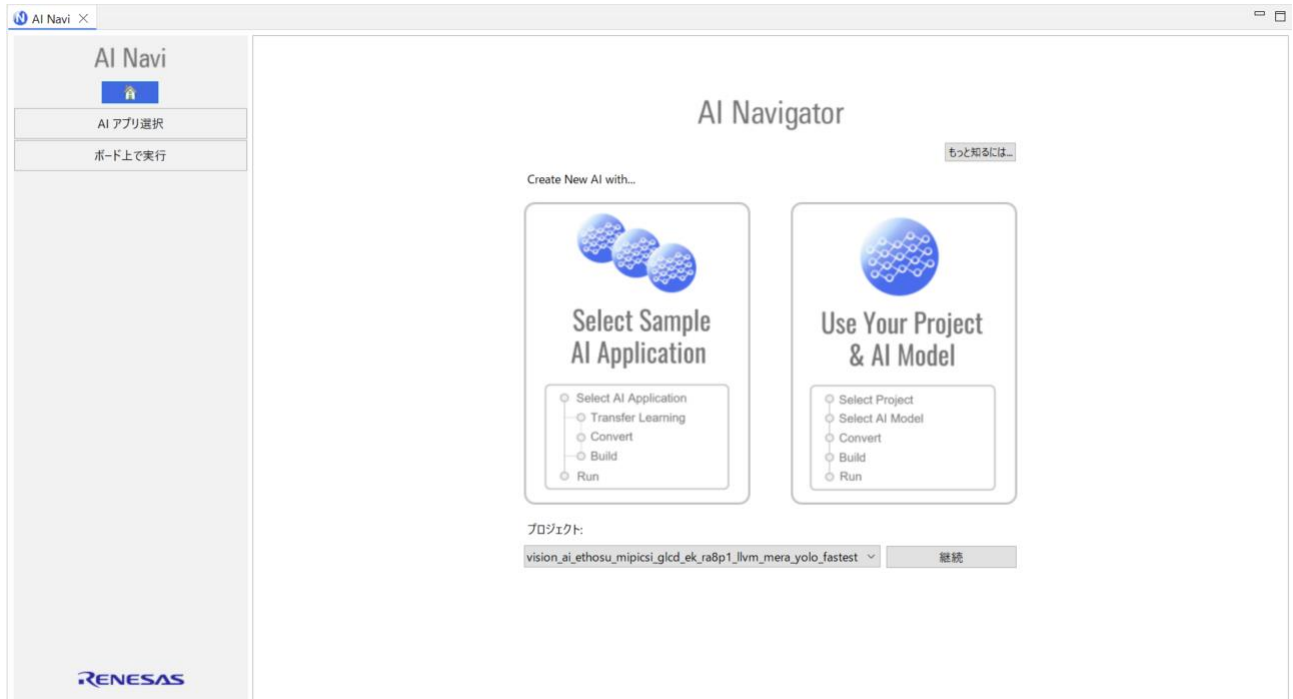 AI Navi
AI Navi
AI アプリ選択
ボード上で実行
RENESAS
AI Navigator
もっと知るには...
Create New AI with...
Select Sample
AI Application
Select AI Application
Transfer Learning
Convert
Build
Run
Use Your Project
& AI Model
Select Project
Select AI Model
Convert
Build
Run
プロジェクト:
vision_ai_ethosu_mipicsi_glcd_ek_ra8p1_llvm_mera_yolo_fastest
継続